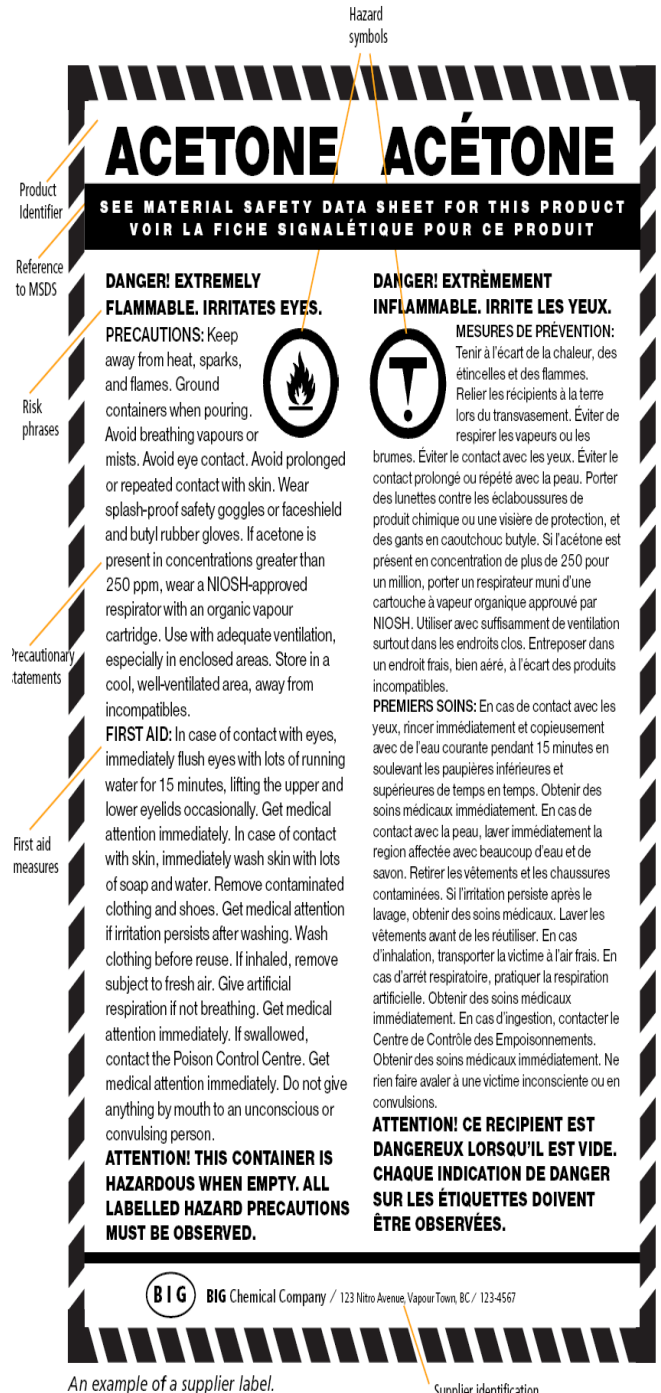 Hazard
symbols
ACETONE ACÉTONE
Product
Identifier
SEE MATERIAL SAFETY DATA SHEET FOR THIS PRODUCT
VOIR LA FICHE SIGNALÉTIQUE POUR CE PRODUIT
Reference
to MSDS
DANGER! EXTREMELY
FLAMMABLE. IRRITATES EYES.
PRECAUTIONS: Keep
away from heat, sparks,
and flames. Ground
containers when pouring.
Avoid breathing vapours or
mists. Avoid eye contact. Avoid prolonged
or repeated contact with skin. Wear
splash-proof safety goggles or faceshield
and butyl rubber gloves. If acetone is
present in concentrations greater than
250 ppm, wear a NIOSH-approved
respirator with an organic vapour
cartridge. Use with adequate ventilation,
especially in enclosed areas. Store in a
cool, well-ventilated area, away from
incompatibles.
FIRST AID: In case of contact with eyes,
immediately flush eyes with lots of running
water for 15 minutes, lifting the upper and
lower eyelids occasionally. Get medical
attention immediately. In case of contact
with skin, immediately wash skin with lots
of soap and water. Remove contaminated
clothing and shoes. Get medical attention
if irritation persists after washing. Wash
clothing before reuse. If inhaled, remove
subject to fresh air. Give artificial
respiration if not breathing. Get medical
attention immediately. If swallowed,
contact the Poison Control Centre. Get
medical attention immediately. Do not give
anything by mouth to an unconscious or
convulsing person.
ATTENTION! THIS CONTAINER IS
HAZARDOUS WHEN EMPTY. ALL
LABELLED HAZARD PRECAUTIONS
MUST BE OBSERVED.
DANGER! EXTRÈMEMENT
INFLAMMABLE. IRRITE LES YEUX.
MESURES DE PRÉVENTION:
Tenir à l'écart de la chaleur, des
étincelles et des flammes.
Relier les récipients à la terre
lors du transvasement. Éviter de
respirer les vapeurs ou les
brumes. Éviter le contact avec les yeux. Éviter le
contact prolongé ou répété avec la peau. Porter
des lunettes contre les éclaboussures de
produit chimique ou une visière de protection, et
des gants en caoutchouc butyle. Si l'acétone est
présent en concentration de plus de 250 pour
un million, porter un respirateur muni d'une
cartouche à vapeur organique approuvé par
NIOSH. Utiliser avec suffisamment de ventilation
surtout dans les endroits clos. Entreposer dans
un endroit frais, bien aéré, à l'écart des produits
incompatibles.
PREMIERS SOINS: En cas de contact avec les
yeux, rincer immédiatement et copieusement
avec de l'eau courante pendant 15 minutes en
soulevant les paupières inférieures et
supérieures de temps en temps. Obtenir des
soins médicaux immédiatement. En cas de
contact avec la peau, laver immédiatement la
region affectée avec beaucoup d'eau et de
savon. Retirer les vêtements et les chaussures
contaminées. Si l'irritation persiste après le
lavage, obtenir des soins médicaux. Laver les
vêtements avant de les réutiliser. En cas
d'inhalation, transporter la victime à l'air frais. En
cas d'arrét respiratoire, pratiquer la respiration
artificielle. Obtenir des soins médicaux
immédiatement. En cas d'ingestion, contacter le
Centre de Contrôle des Empoisonnements.
Obtenir des soins médicaux immédiatement. Ne
rien faire avaler à une victime inconsciente ou en
convulsions.
ATTENTION! CE RECIPIENT EST
DANGEREUX LORSQU'IL EST VIDE.
CHAQUE INDICATION DE DANGER
SUR LES ÉTIQUETTES DOIVENT
ÊTRE OBSERVÉES.
Risk
phrases
Precautionary
statements
First aid
measures
BIG BIG Chemical Company / 123 Nitro Avenue, Vapour Town, BC / 123-4567
An example of a supplier label.
Supplier identification